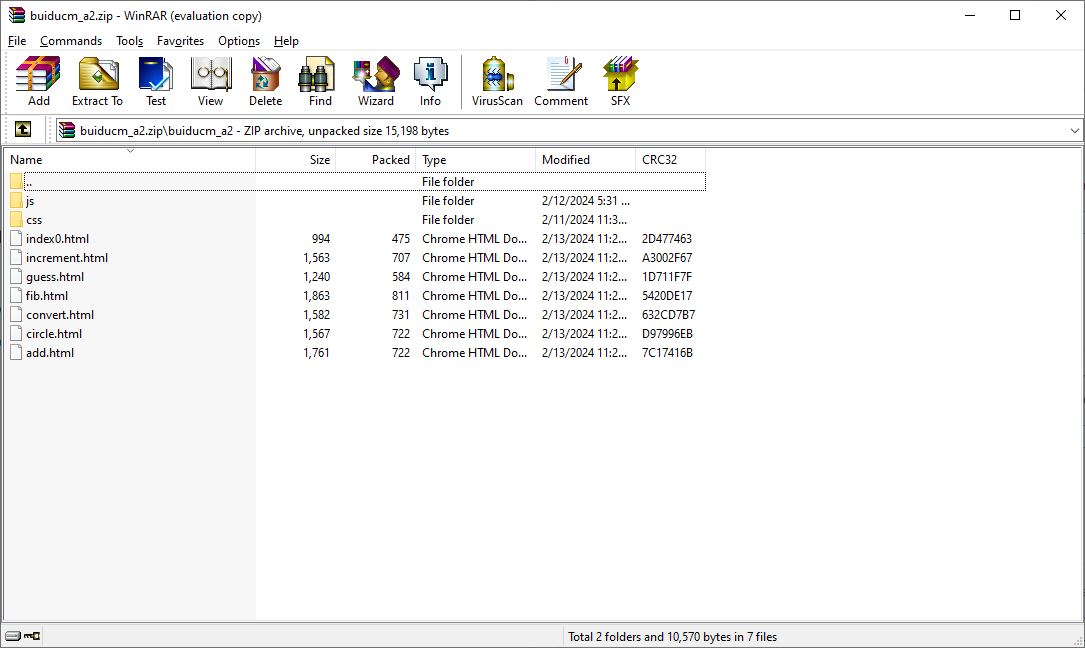 buiducm_a2.zip - WinRAR (evaluation copy)
File Commands Tools Favorites Options Help
Add Extract To Test View Delete Find Wizard Info VirusScan Comment SFX
buiducm_a2.zip\buiducm_a2 - ZIP archive, unpacked size 15,198 bytes
Name Size Packed Type Modified CRC32
.. File folder
js File folder 2/12/2024 5:31 ...
css File folder 2/11/2024 11:3...
index0.html 994 475 Chrome HTML Do... 2/13/2024 11:2... 2D477463
increment.html 1,563 707 Chrome HTML Do... 2/13/2024 11:2... A3002F67
guess.html 1,240 584 Chrome HTML Do... 2/13/2024 11:2... 1D711F7F
fib.html 1,863 811 Chrome HTML Do... 2/13/2024 11:2... 5420DE17
convert.html 1,582 731 Chrome HTML Do... 2/13/2024 11:2... 632CD7B7
circle.html 1,567 722 Chrome HTML Do... 2/13/2024 11:2... D97996EB
add.html 1,761 722 Chrome HTML Do... 2/13/2024 11:2... 7C17416B
Total 2 folders and 10,570 bytes in 7 files